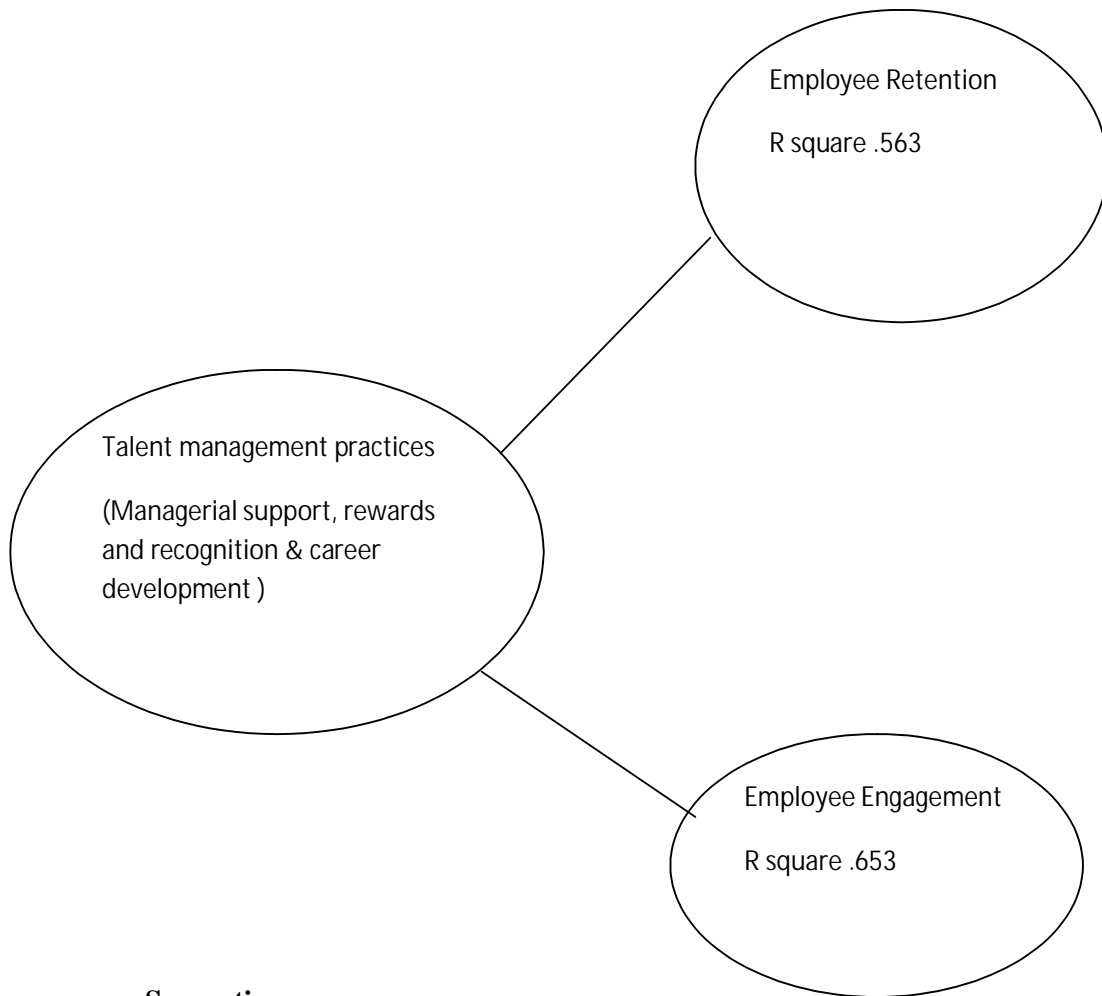 Employee Retention
R square .563
Talent management practices
(Managerial support, rewards
and recognition & career
development )
Employee Engagement
R square .653